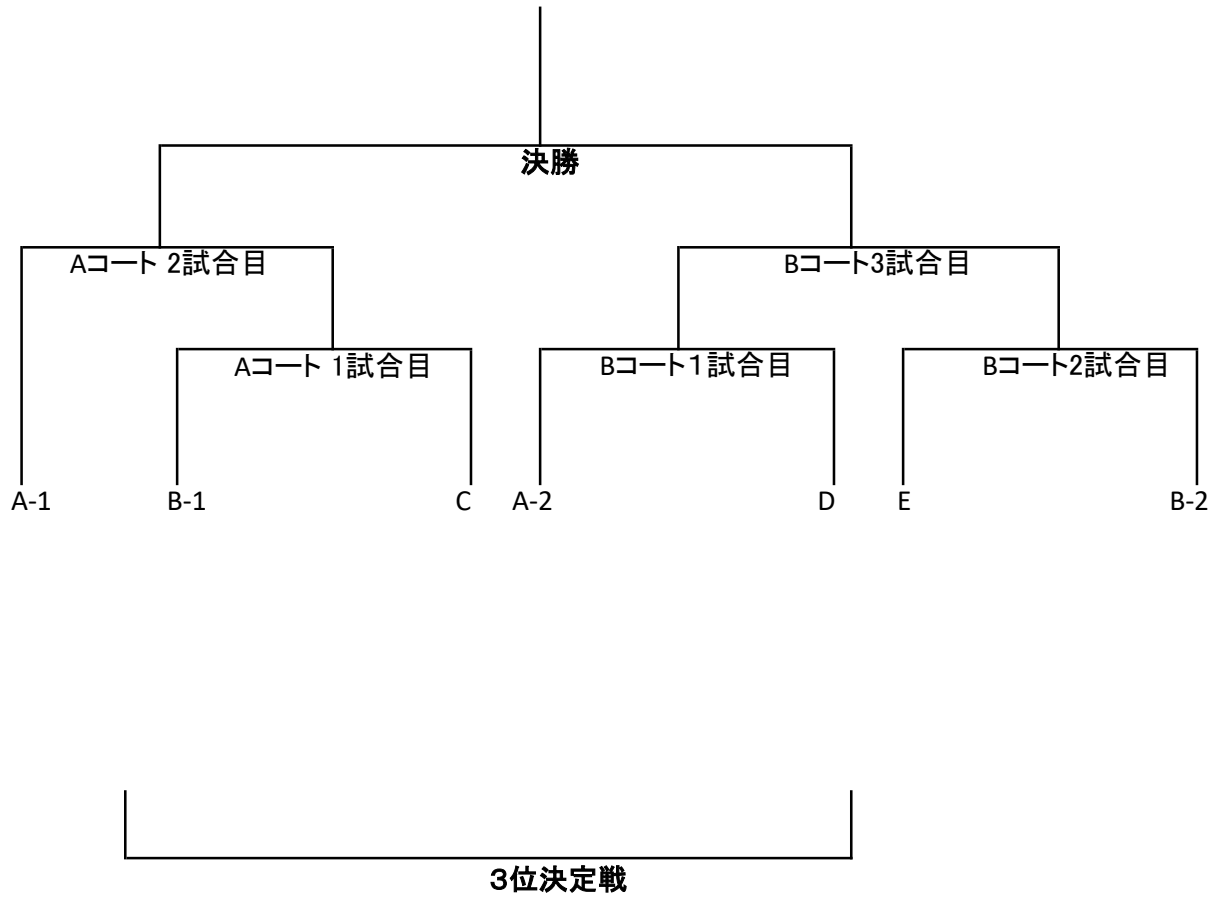 決勝
Aコート 2試合目
Bコート3試合目
Aコート 1試合目
Bコート１試合目
Bコート2試合目
A-1
B-1
C
A-2
D
E
B-2
３位決定戦